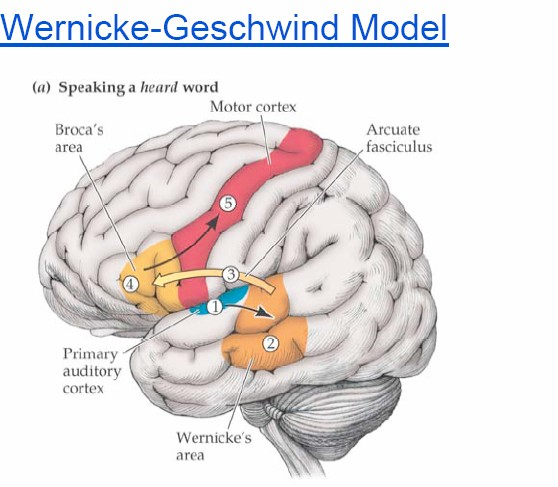 Wernicke-Geschwind Model
(a) Speaking a heard word
Motor cortex
Broca's
area
Arcuate
fasciculus
5
3
4
1
2
Primary
auditory
cortex
Wernicke's
area